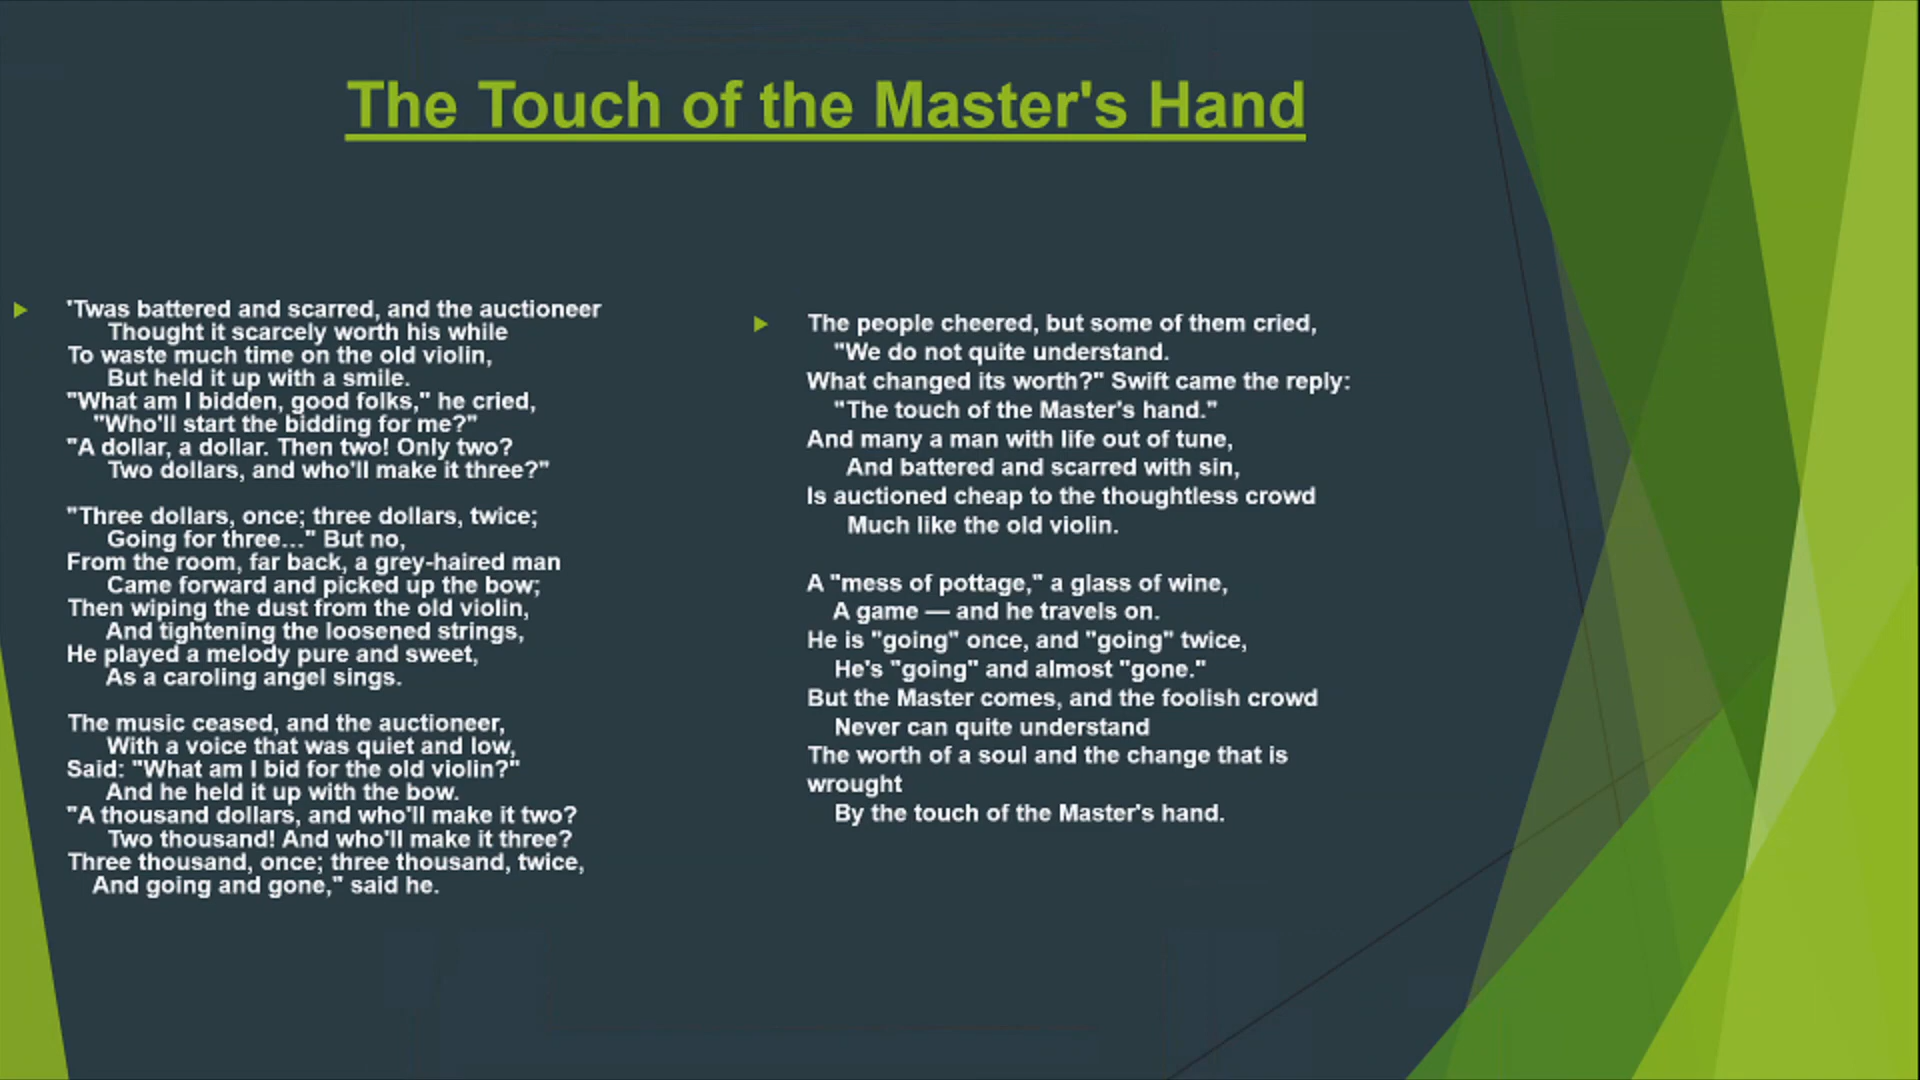 The Touch of the Master's Hand
'Twas battered and scarred, and the auctioneer
Thought it scarcely worth his while
To waste much time on the old violin,
But held it up with a smile.
"What am I bidden, good folks," he cried,
"Who'll start the bidding for me?"
"A dollar, a dollar. Then two! Only two?
Two dollars, and who'll make it three?"
"Three dollars, once; three dollars, twice;
Going for three…" But no,
From the room, far back, a grey-haired man
Came forward and picked up the bow;
Then wiping the dust from the old violin,
And tightening the loosened strings,
He played a melody pure and sweet,
As a caroling angel sings.
The music ceased, and the auctioneer,
With a voice that was quiet and low,
Said: "What am I bid for the old violin?"
And he held it up with the bow.
"A thousand dollars, and who'll make it two?
Two thousand! And who'll make it three?
Three thousand, once; three thousand, twice,
And going and gone," said he.
The people cheered, but some of them cried,
"We do not quite understand.
What changed its worth?" Swift came the reply:
"The touch of the Master's hand."
And many a man with life out of tune,
And battered and scarred with sin,
Is auctioned cheap to the thoughtless crowd
Much like the old violin.
A "mess of pottage," a glass of wine,
A game — and he travels on.
He is "going" once, and "going" twice,
He's "going" and almost "gone."
But the Master comes, and the foolish crowd
Never can quite understand
The worth of a soul and the change that is
wrought
By the touch of the Master's hand.